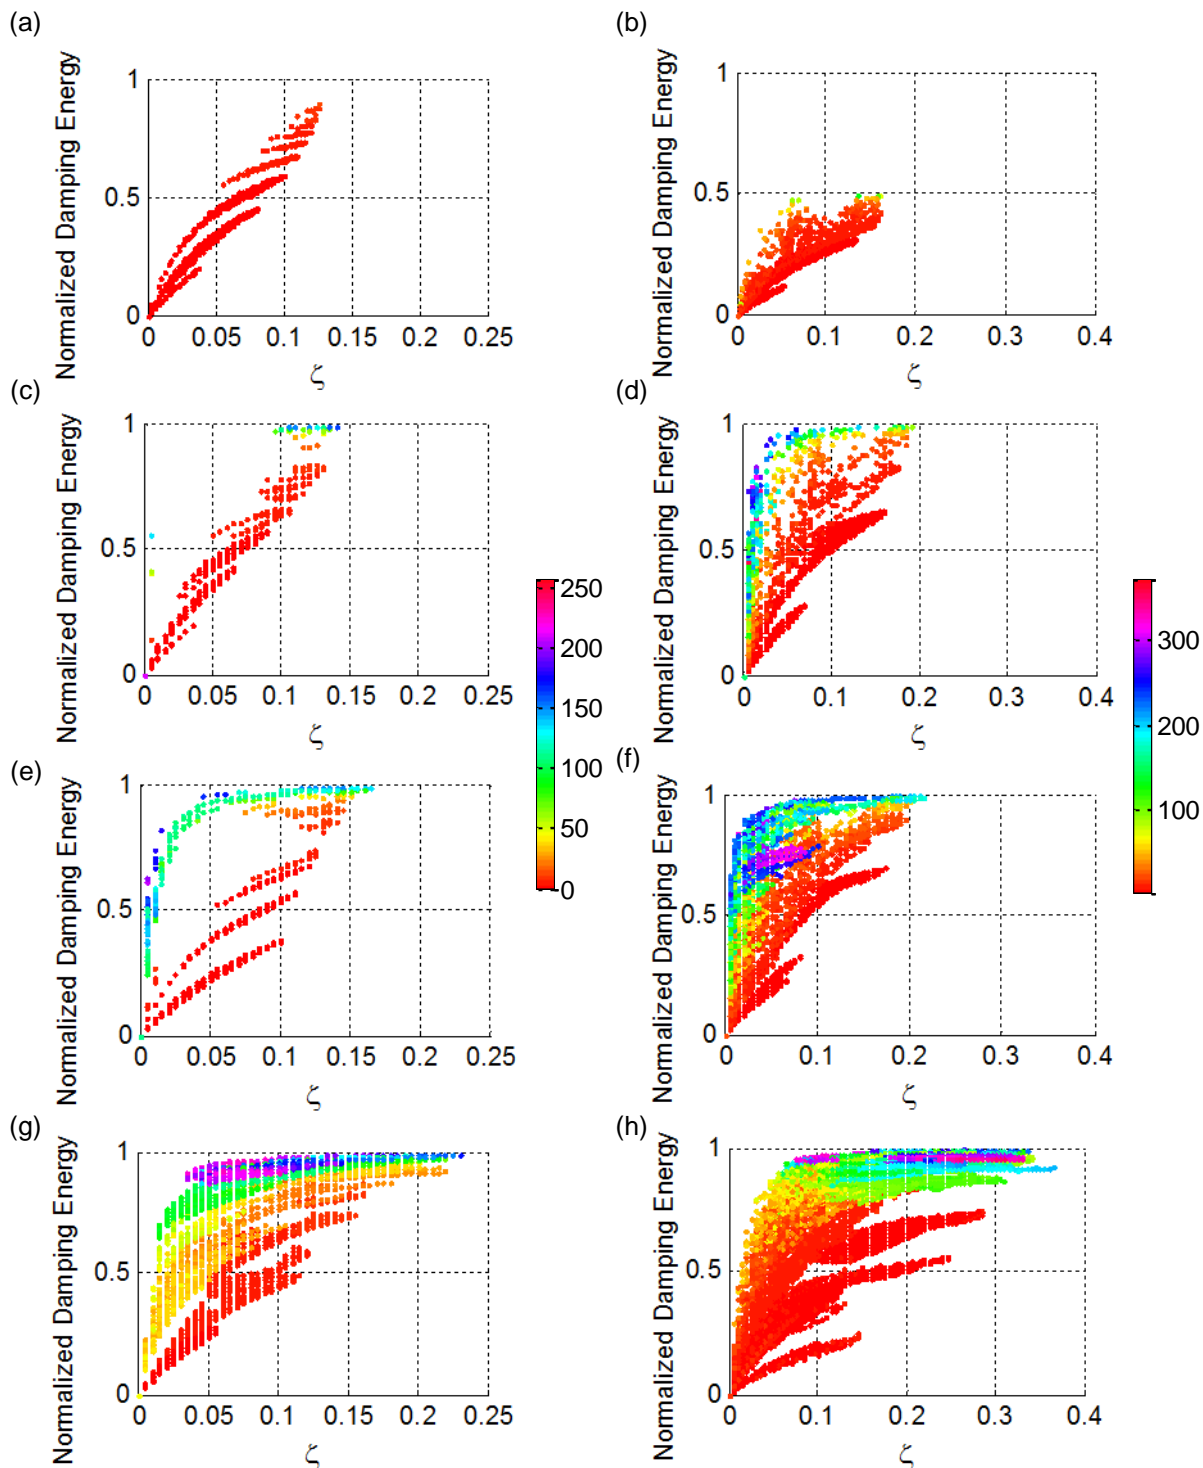 (a)
Normalized Damping Energy
1
0.5
0
0 0.05 0.1 0.15 0.2 0.25
ζ
(b)
Normalized Damping Energy
1
0.5
0
0 0.1 0.2 0.3 0.4
ζ
(c)
Normalized Damping Energy
1
0.5
0
0 0.05 0.1 0.15 0.2 0.25
ζ
(d)
Normalized Damping Energy
1
0.5
0
0 0.1 0.2 0.3 0.4
ζ
250
200
150
100
50
0
300
200
100
(e)
Normalized Damping Energy
1
0.5
0
0 0.05 0.1 0.15 0.2 0.25
ζ
(f)
Normalized Damping Energy
1
0.5
0
0 0.1 0.2 0.3 0.4
ζ
(g)
Normalized Damping Energy
1
0.5
0
0 0.05 0.1 0.15 0.2 0.25
ζ
(h)
Normalized Damping Energy
1
0.5
0
0 0.1 0.2 0.3 0.4
ζ